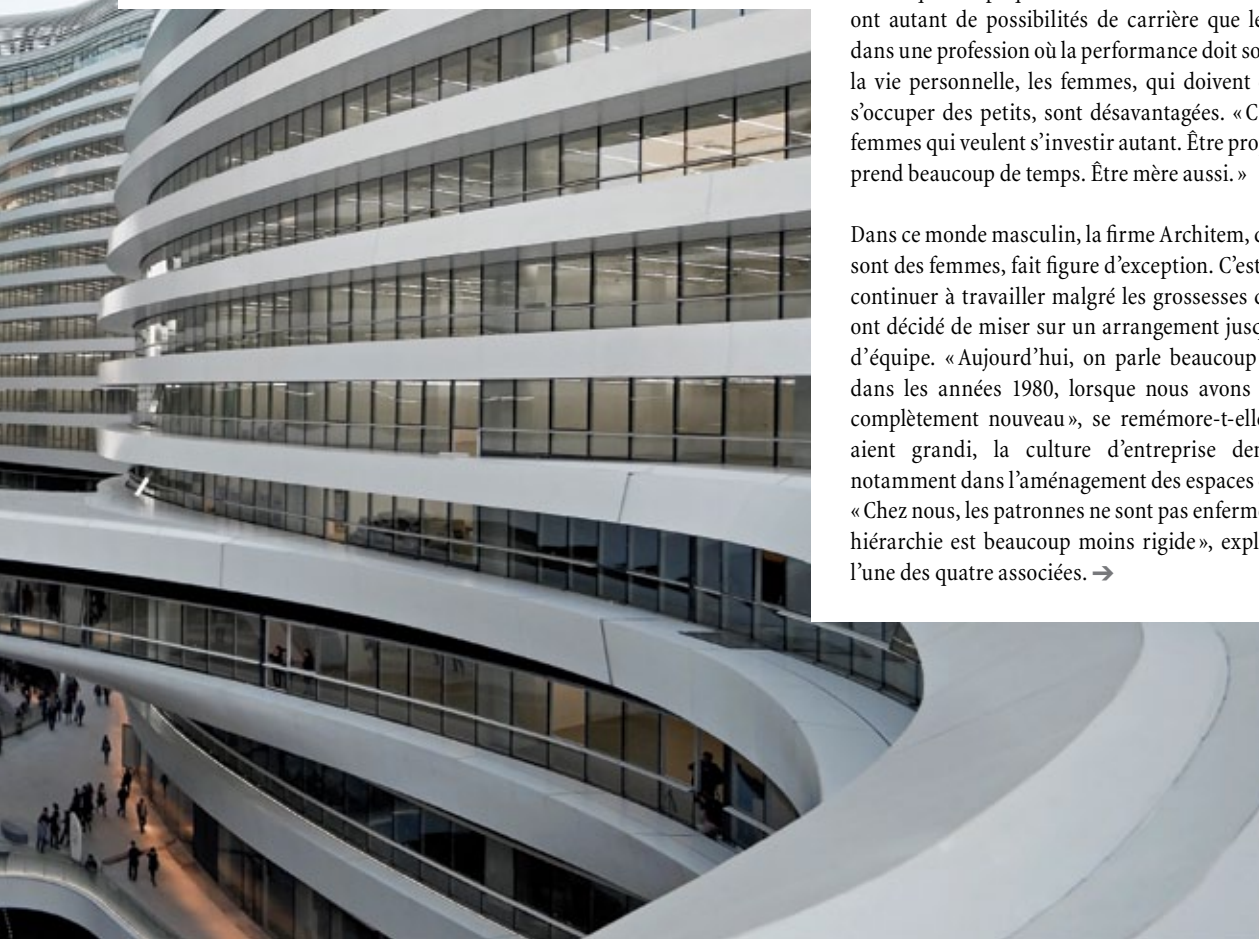 ont autant de possibilités de carrière que
dans une profession où la performance doit
la vie personnelle, les femmes, qui doivent
s'occuper des petits, sont désavantagées. «
femmes qui veulent s'investir autant. Être
prend beaucoup de temps. Être mère aussi. »
Dans ce monde masculin, la firme Architem,
sont des femmes, fait figure d'exception. C'est
continuer à travailler malgré les grossesses
ont décidé de miser sur un arrangement
d'équipe. « Aujourd'hui, on parle beaucoup
dans les années 1980, lorsque nous avons
complètement nouveau », se remémore-t-elle
aient grandi, la culture d'entreprise
notamment dans l'aménagement des espaces
« Chez nous, les patronnes ne sont pas
hiérarchie est beaucoup moins rigide »,
l'une des quatre associées. ➔